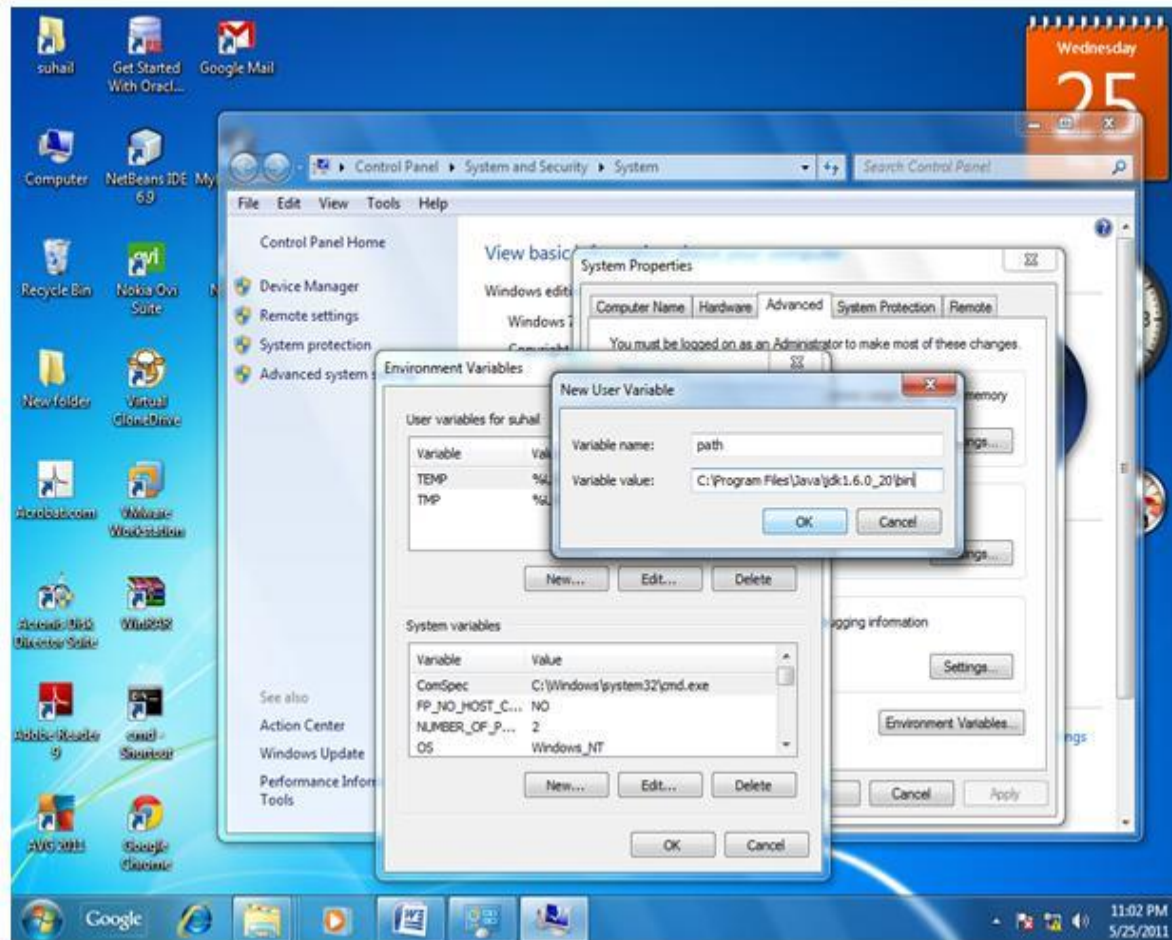 suhail
Get Started
With Oracl...
Google Mail
Computer
NetBeans IDE
6.9
Recycle Bin
Nokia Ovi
Suite
New folder
Virtual
CloneDrive
Acrobat.com
VMware
Workstation
Acronis Disk
Director Suite
WinRAR
Adobe Reader
9
cmd -
Shortcut
AVG 2011
Google
Chrome
ovi
Wednesday
25
Control Panel
System and Security
System
Search Control Panel
File Edit View Tools Help
Control Panel Home
Device Manager
Remote settings
System protection
Advanced system s
See also
Action Center
Windows Update
Performance Inform
Tools
View basic
Windows editi
Windows 7
Copyright
System Properties
Computer Name Hardware Advanced System Protection Remote
You must be logged on as an Administrator to make most of these changes.
memory
ngs...
ngs...
ugging information
Settings...
Environment Variables...
Cancel Apply
ngs
Environment Variables
User variables for suhail
Variable Val
TEMP
TMP
New... Edit... Delete
System variables
Variable Value
ComSpec C:\Windows\system32\cmd.exe
FP_NO_HOST_C... NO
NUMBER_OF_P... 2
OS Windows_NT
New... Edit... Delete
OK Cancel
New User Variable
Variable name: path
Variable value: C:\Program Files\Java\jdk1.6.0_20\bin
OK Cancel
Google
11:02 PM
5/25/2011